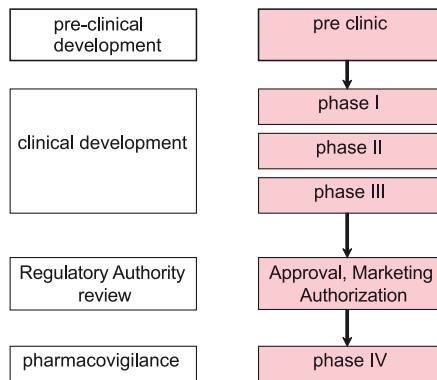 pre-clinical
development
pre clinic
clinical development
phase I
phase II
phase III
Regulatory Authority
review
Approval, Marketing
Authorization
pharmacovigilance
phase IV